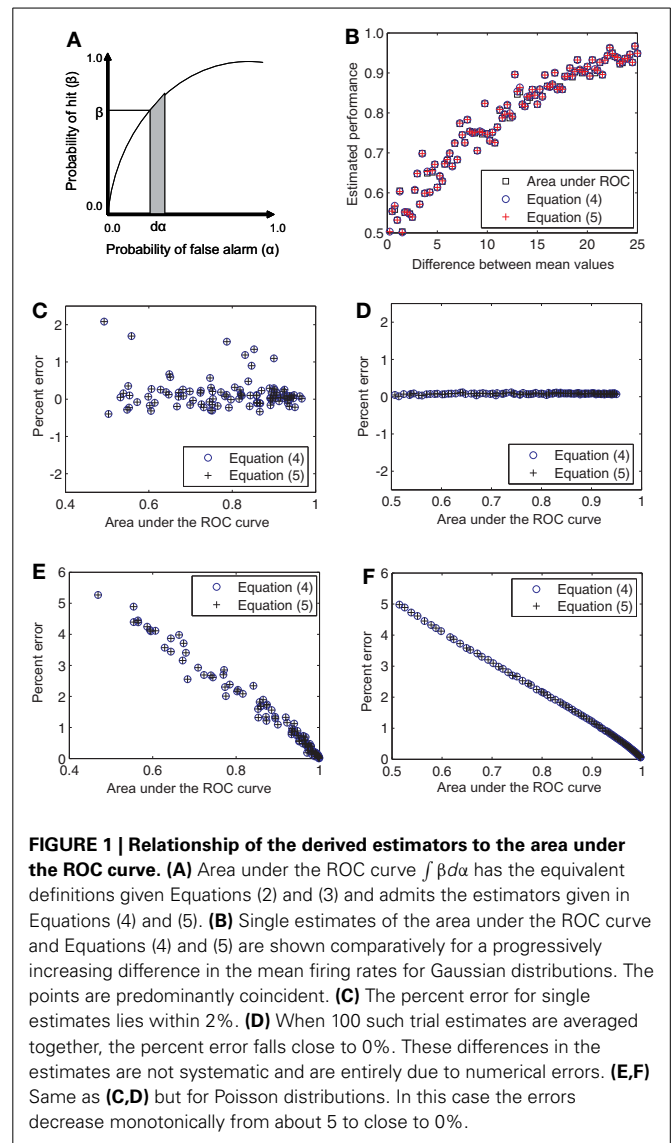 A
1.0
Probability of hit (β)
β
0.0
0.0
dα
1.0
Probability of false alarm (α)
B
Estimated performance
1.0
0.9
0.8
0.7
0.6
0.5
Area under ROC
Equation (4)
Equation (5)
0
5
10
15
20
25
Difference between mean values
C
Percent error
2
1
0
-1
-2
Equation (4)
Equation (5)
0.4
0.6
0.8
1
Area under the ROC curve
D
Percent error
2
1
0
-1
-2
Equation (4)
Equation (5)
0.5
0.6
0.7
0.8
0.9
1
Area under the ROC curve
E
Percent error
6
5
4
3
2
1
0
Equation (4)
Equation (5)
0.4
0.6
0.8
1
Area under the ROC curve
F
Percent error
6
5
4
3
2
1
0
Equation (4)
Equation (5)
0.5
0.6
0.7
0.8
0.9
1
Area under the ROC curve
FIGURE 1 | Relationship of the derived estimators to the area under
the ROC curve. (A) Area under the ROC curve ∫ βdα has the equivalent
definitions given Equations (2) and (3) and admits the estimators given in
Equations (4) and (5). (B) Single estimates of the area under the ROC curve
and Equations (4) and (5) are shown comparatively for a progressively
increasing difference in the mean firing rates for Gaussian distributions. The
points are predominantly coincident. (C) The percent error for single
estimates lies within 2%. (D) When 100 such trial estimates are averaged
together, the percent error falls close to 0%. These differences in the
estimates are not systematic and are entirely due to numerical errors. (E,F)
Same as (C,D) but for Poisson distributions. In this case the errors
decrease monotonically from about 5 to close to 0%.